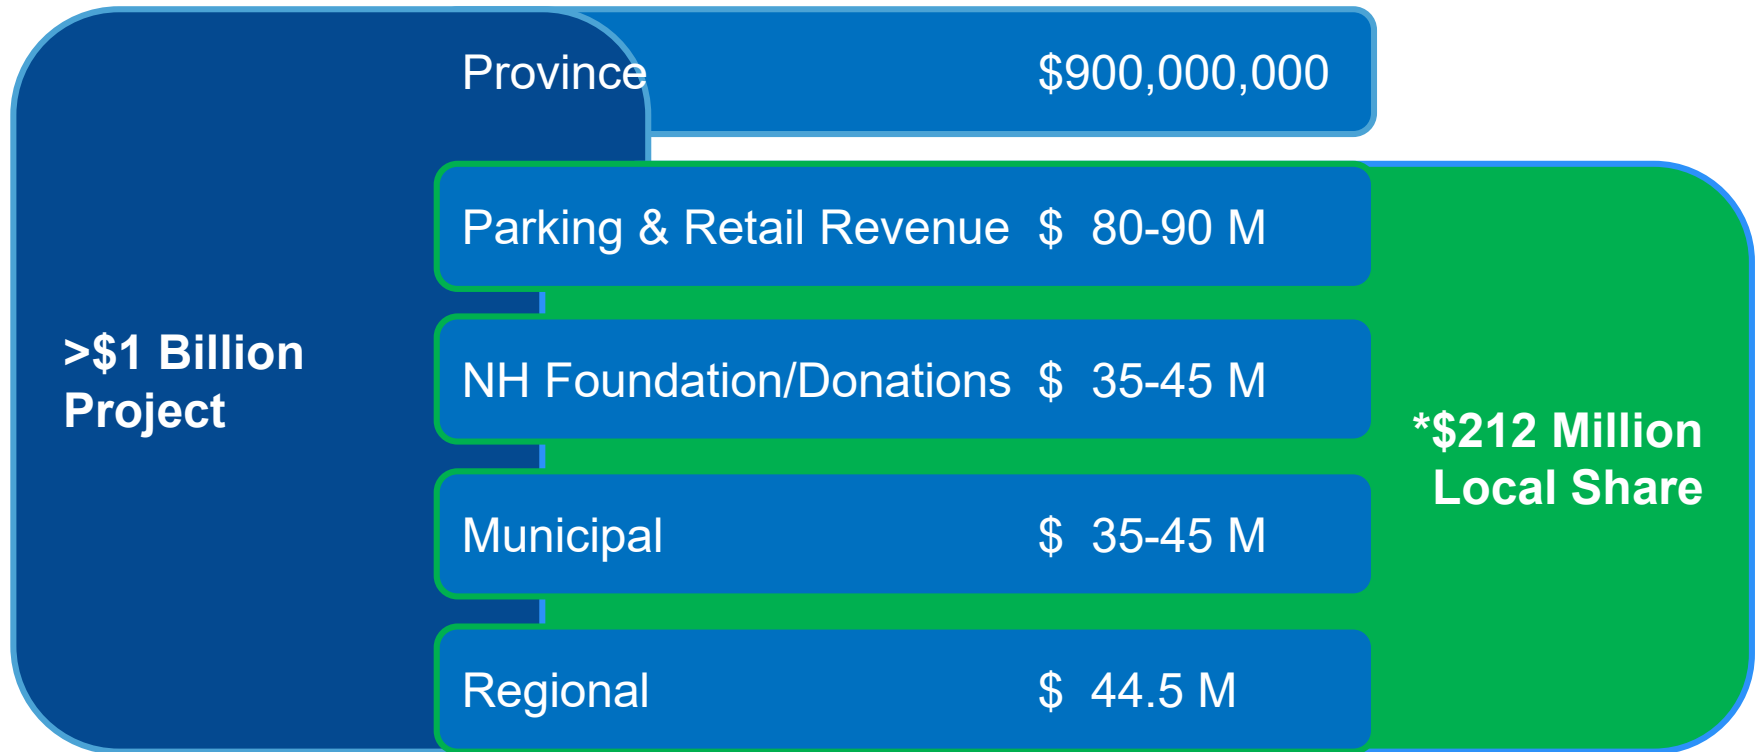 Province $900,000,000
Parking & Retail Revenue $ 80-90 M
>$1 Billion
Project
NH Foundation/Donations $ 35-45 M
*$212 Million
Local Share
Municipal $ 35-45 M
Regional $ 44.5 M